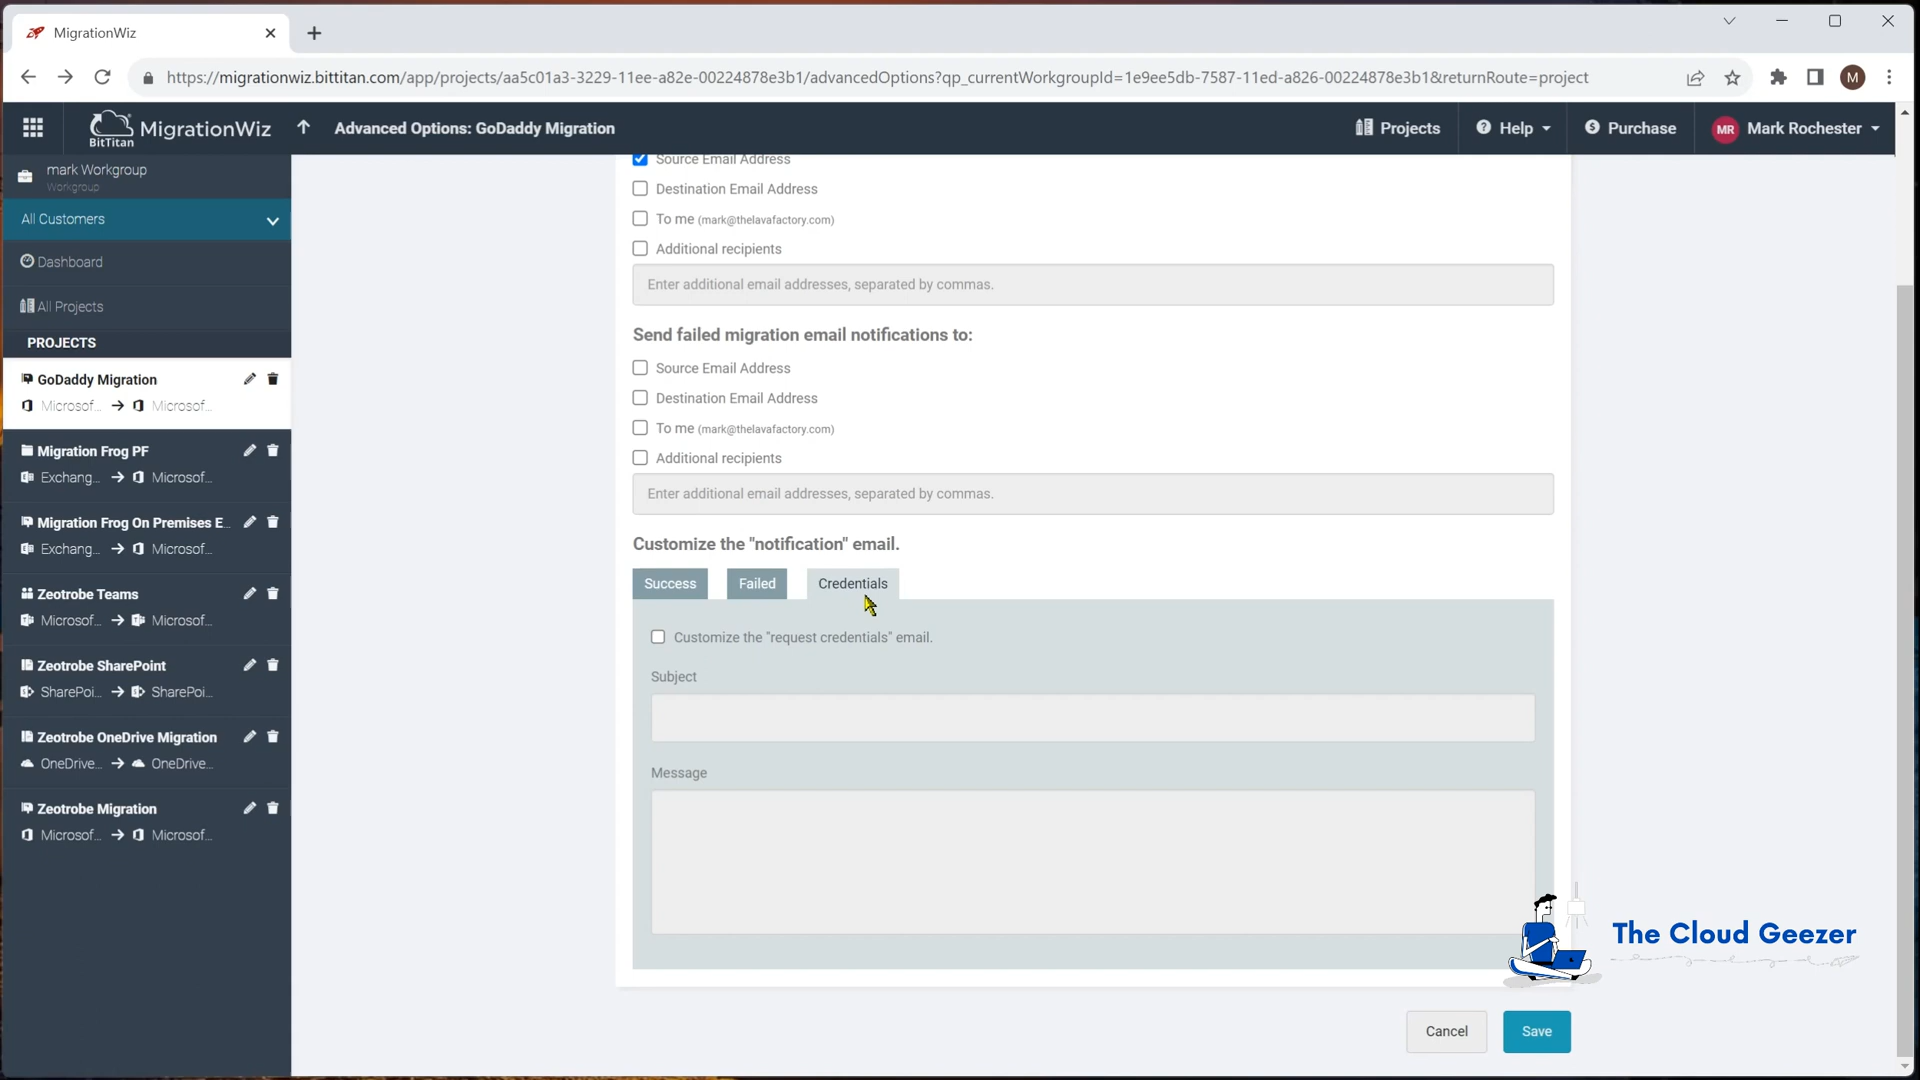 MigrationWiz
https://migrationwiz.bittitan.com/app/projects/aa5c01a3-3229-11ee-a82e-00224878e3b1/advancedOptions?qp_currentWorkgroupId=1e9ee5db-7587-11ed-a826-00224878e3b1&returnRoute=project
M
BitTitan MigrationWiz
Advanced Options: GoDaddy Migration
Projects
Help
Purchase
MR Mark Rochester
mark Workgroup
Workgroup
All Customers
Dashboard
All Projects
PROJECTS
GoDaddy Migration
Microsof... → Microsof...
Migration Frog PF
Exchang... → Microsof...
Migration Frog On Premises E...
Exchang... → Microsof...
Zeotrobe Teams
Microsof... → Microsof...
Zeotrobe SharePoint
SharePoi... → SharePoi...
Zeotrobe OneDrive Migration
OneDrive... → OneDrive...
Zeotrobe Migration
Microsof... → Microsof...
Source Email Address
Destination Email Address
To me (mark@thelavafactory.com)
Additional recipients
Enter additional email addresses, separated by commas.
Send failed migration email notifications to:
Source Email Address
Destination Email Address
To me (mark@thelavafactory.com)
Additional recipients
Enter additional email addresses, separated by commas.
Customize the "notification" email.
Success
Failed
Credentials
Customize the "request credentials" email.
Subject
Message
The Cloud Geezer
Cancel
Save